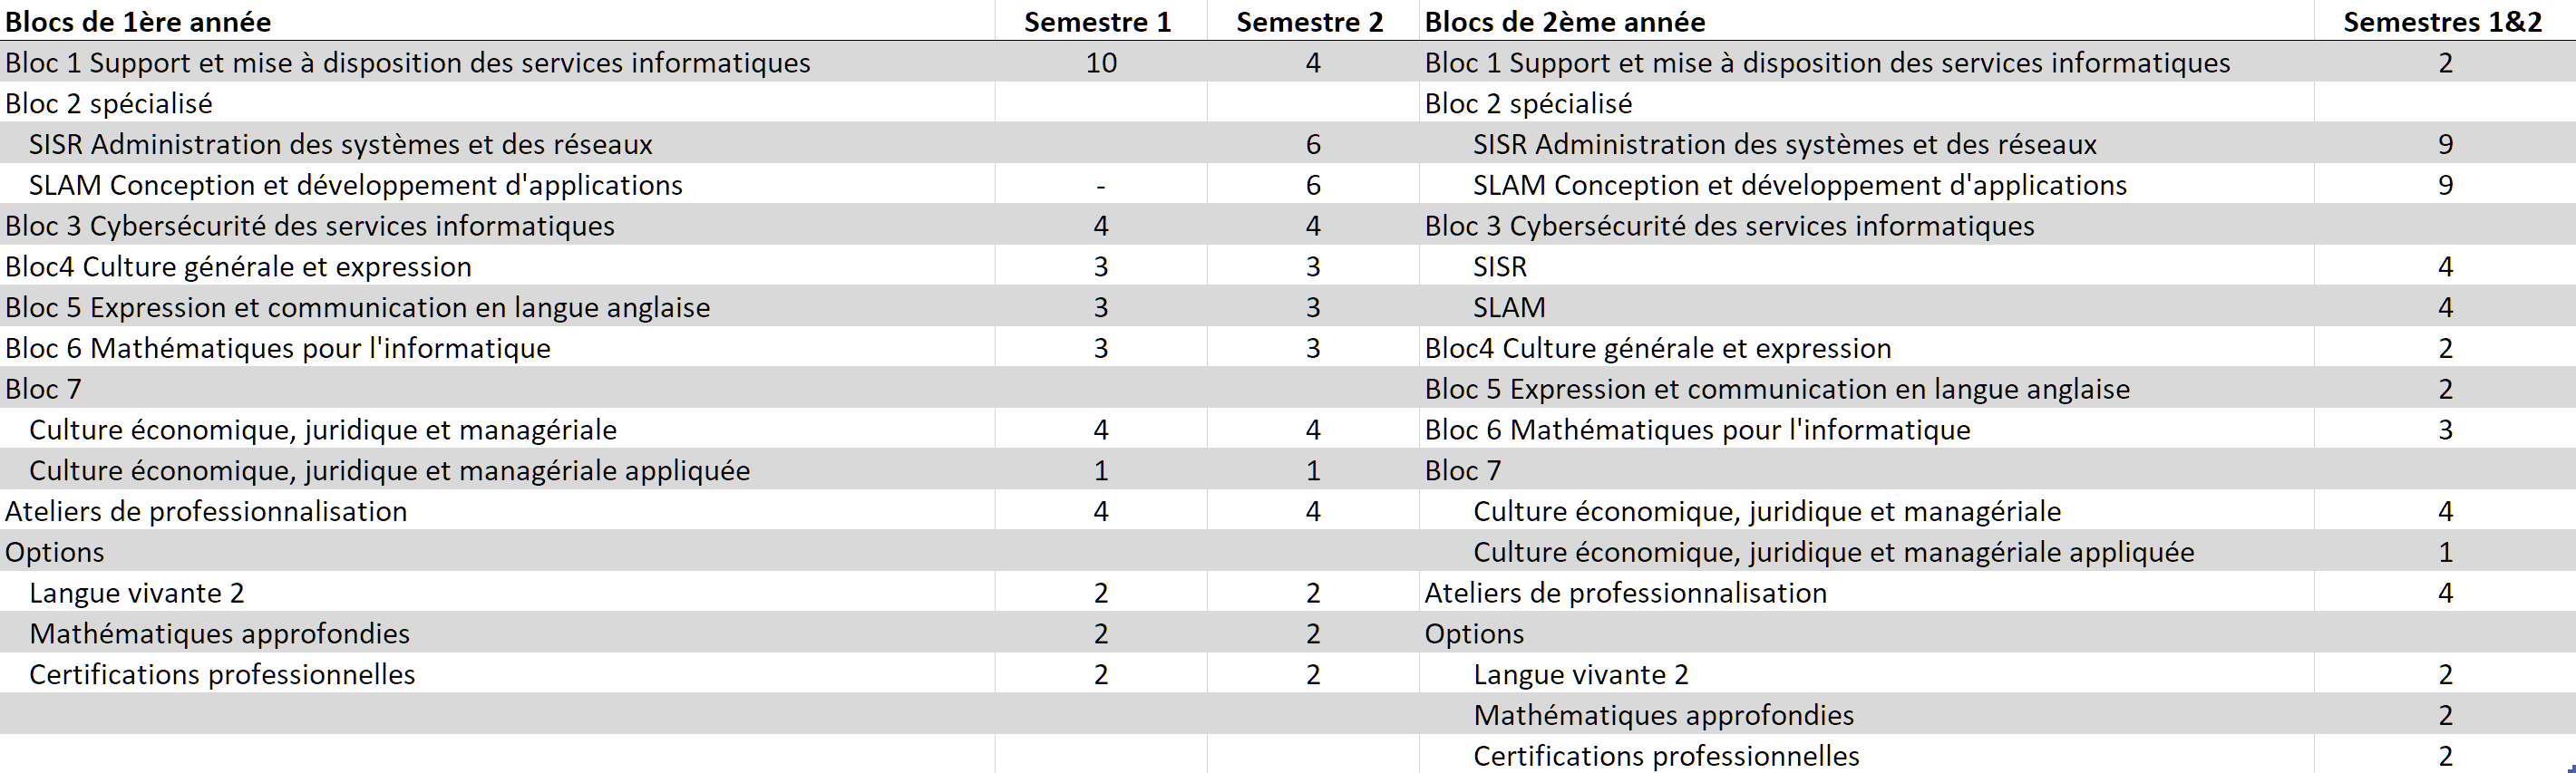 Blocs de 1ère année Semestre 1 Semestre 2 Blocs de 2ème année Semestres 1&2
Bloc 1 Support et mise à disposition des services informatiques 10 4 Bloc 1 Support et mise à disposition des services informatiques 2
Bloc 2 spécialisé Bloc 2 spécialisé
SISR Administration des systèmes et des réseaux 6 SISR Administration des systèmes et des réseaux 9
SLAM Conception et développement d'applications - 6 SLAM Conception et développement d'applications 9
Bloc 3 Cybersécurité des services informatiques 4 4 Bloc 3 Cybersécurité des services informatiques
Bloc4 Culture générale et expression 3 3 SISR 4
Bloc 5 Expression et communication en langue anglaise 3 3 SLAM 4
Bloc 6 Mathématiques pour l'informatique 3 3 Bloc4 Culture générale et expression 2
Bloc 7 Bloc 5 Expression et communication en langue anglaise 2
Culture économique, juridique et managériale 4 4 Bloc 6 Mathématiques pour l'informatique 3
Culture économique, juridique et managériale appliquée 1 1 Bloc 7
Ateliers de professionnalisation 4 4 Culture économique, juridique et managériale 4
Options Culture économique, juridique et managériale appliquée 1
Langue vivante 2 2 2 Ateliers de professionnalisation 4
Mathématiques approfondies 2 2 Options
Certifications professionnelles 2 2 Langue vivante 2 2
Mathématiques approfondies 2
Certifications professionnelles 2